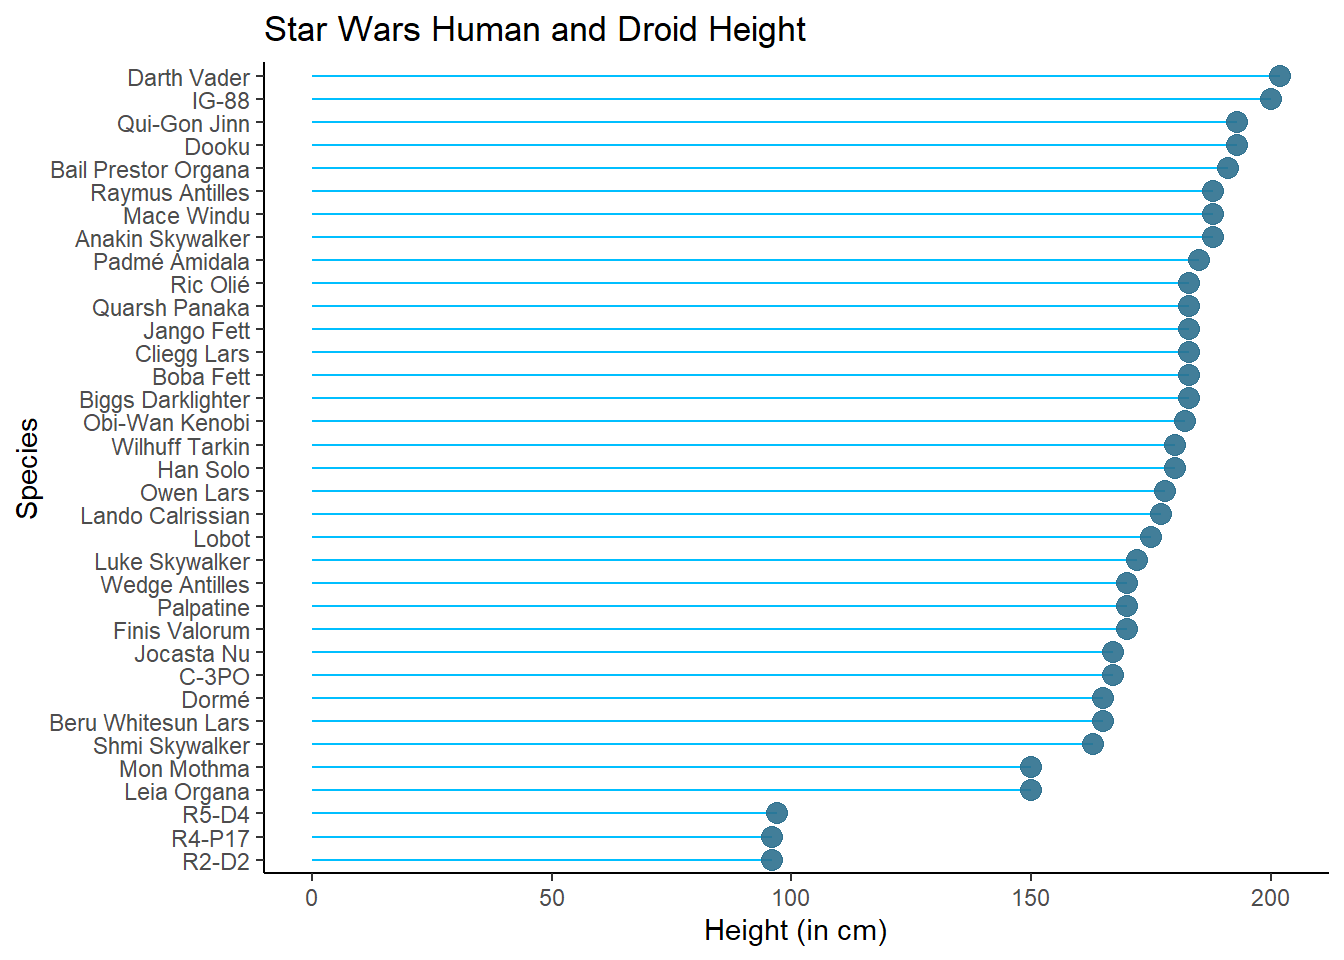 Star Wars Human and Droid Height
Darth Vader
IG-88
Qui-Gon Jinn
Dooku
Bail Prestor Organa
Raymus Antilles
Mace Windu
Anakin Skywalker
Padmé Amidala
Ric Olié
Quarsh Panaka
Jango Fett
Cliegg Lars
Boba Fett
Biggs Darklighter
Obi-Wan Kenobi
Wilhuff Tarkin
Han Solo
Owen Lars
Lando Calrissian
Lobot
Luke Skywalker
Wedge Antilles
Palpatine
Finis Valorum
Jocasta Nu
C-3PO
Dormé
Beru Whitesun Lars
Shmi Skywalker
Mon Mothma
Leia Organa
R5-D4
R4-P17
R2-D2
Species
0 50 100 150 200
Height (in cm)